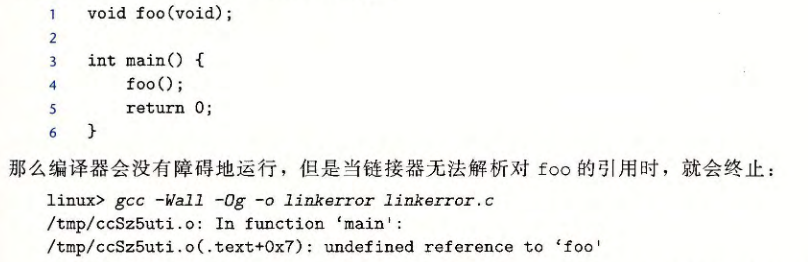 1 void foo(void);
2
3 int main() {
4     foo();
5     return 0;
6 }
那么编译器会没有障碍地运行，但是当链接器无法解析对 foo 的引用时，就会终止：
linux> gcc -Wall -Og -o linkerror linkerror.c
/tmp/ccSz5uti.o: In function ‘main':
/tmp/ccSz5uti.o(.text+0x7): undefined reference to ‘foo'